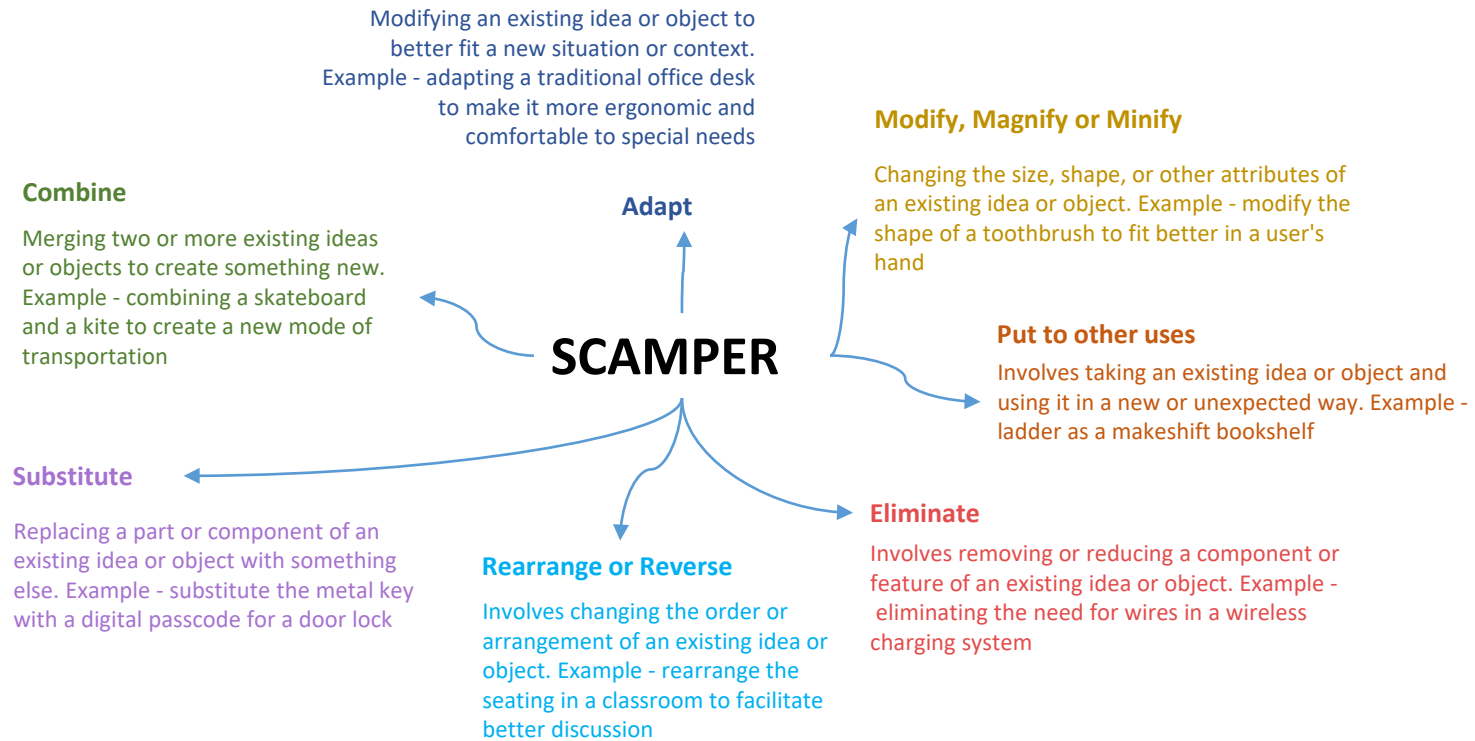 Modifying an existing idea or object to
better fit a new situation or context.
Example - adapting a traditional office desk
to make it more ergonomic and
comfortable to special needs
Adapt
Modify, Magnify or Minify
Changing the size, shape, or other attributes of
an existing idea or object. Example - modify the
shape of a toothbrush to fit better in a user's
hand
Combine
Merging two or more existing ideas
or objects to create something new.
Example - combining a skateboard
and a kite to create a new mode of
transportation
SCAMPER
Put to other uses
Involves taking an existing idea or object and
using it in a new or unexpected way. Example -
ladder as a makeshift bookshelf
Substitute
Replacing a part or component of an
existing idea or object with something
else. Example - substitute the metal key
with a digital passcode for a door lock
Rearrange or Reverse
Involves changing the order or
arrangement of an existing idea or
object. Example - rearrange the
seating in a classroom to facilitate
better discussion
Eliminate
Involves removing or reducing a component or
feature of an existing idea or object. Example -
eliminating the need for wires in a wireless
charging system